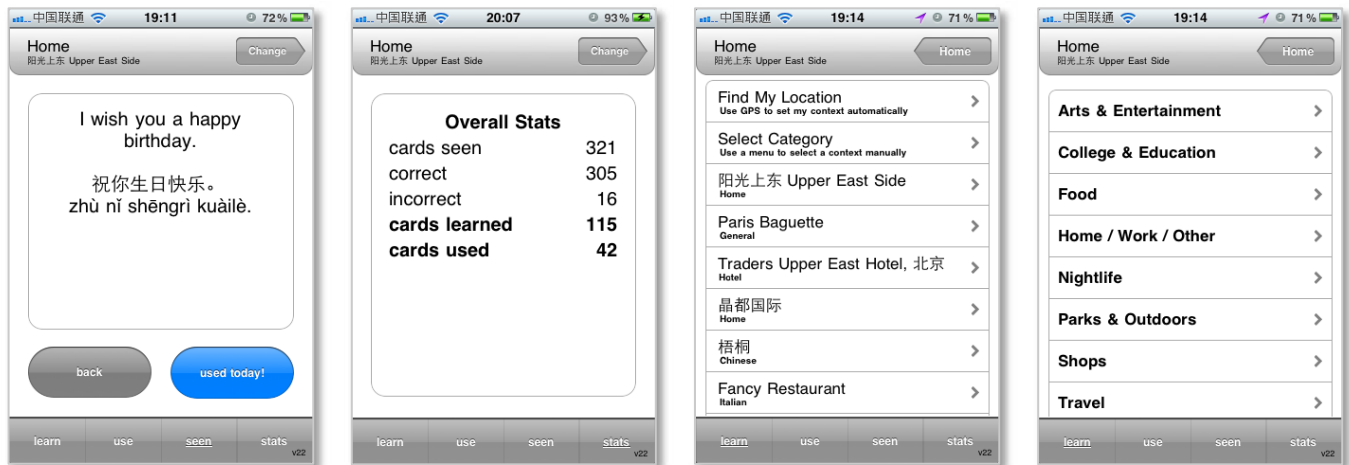 中国联通 19:11 72%
Home
阳光上东 Upper East Side
Change
I wish you a happy
birthday.
祝你生日快乐。
zhù nǐ shēngrì kuàilè.
back
used today!
learn use seen stats
v22
中国联通 20:07 93%
Home
阳光上东 Upper East Side
Change
Overall Stats
cards seen 321
correct 305
incorrect 16
cards learned 115
cards used 42
learn use seen stats
v22
中国联通 19:14 71%
Home
阳光上东 Upper East Side
Home
Find My Location
Use GPS to set my context automatically
Select Category
Use a menu to select a context manually
阳光上东 Upper East Side
Home
Paris Baguette
General
Traders Upper East Hotel, 北京
Hotel
晶都国际
Home
梧桐
Chinese
Fancy Restaurant
Italian
learn use seen stats
v22
中国联通 19:14 71%
Home
阳光上东 Upper East Side
Home
Arts & Entertainment
College & Education
Food
Home / Work / Other
Nightlife
Parks & Outdoors
Shops
Travel
learn use seen stats
v22